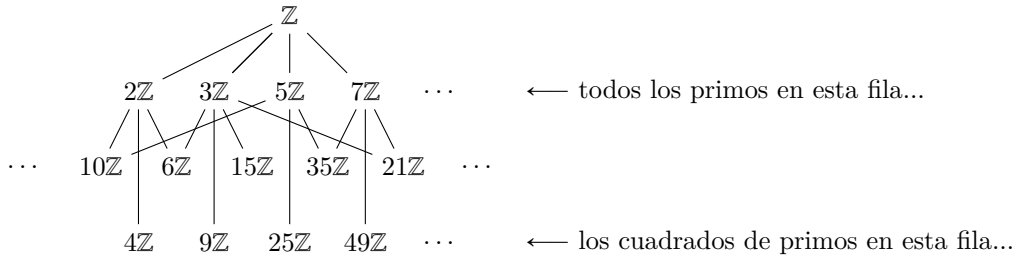 ℤ
2ℤ 3ℤ 5ℤ 7ℤ ⋯ ⟵ todos los primos en esta fila...
⋯ 10ℤ 6ℤ 15ℤ 35ℤ 21ℤ ⋯
4ℤ 9ℤ 25ℤ 49ℤ ⋯ ⟵ los cuadrados de primos en esta fila...